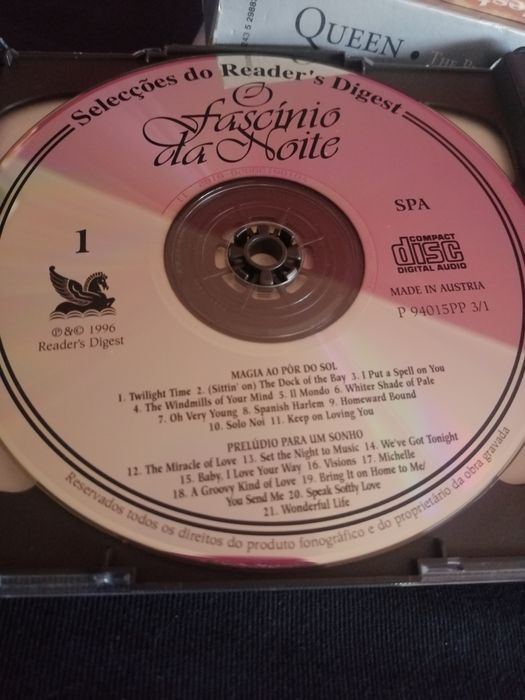 243 5 2988
QUEEN • THE
Selecções do Reader's Digest
O
Fascínio
da Noite
1
SPA
COMPACT
disc
DIGITAL AUDIO
MADE IN AUSTRIA
P 94015PP 3/1
℗&© 1996
Reader's Digest
MAGIA AO PÔR DO SOL
1. Twilight Time 2. (Sittin' on) The Dock of the Bay 3. I Put a Spell on You
4. The Windmills of Your Mind 5. Il Mondo 6. Whiter Shade of Pale
7. Oh Very Young 8. Spanish Harlem 9. Homeward Bound
10. Solo Noi 11. Keep on Loving You
PRELÚDIO PARA UM SONHO
12. The Miracle of Love 13. Set the Night to Music 14. We've Got Tonight
15. Baby, I Love Your Way 16. Visions 17. Michelle
18. A Groovy Kind of Love 19. Bring It on Home to Me/
You Send Me 20. Speak Softly Love
21. Wonderful Life
Reservados todos os direitos do produto fonográfico e do proprietário da obra gravada